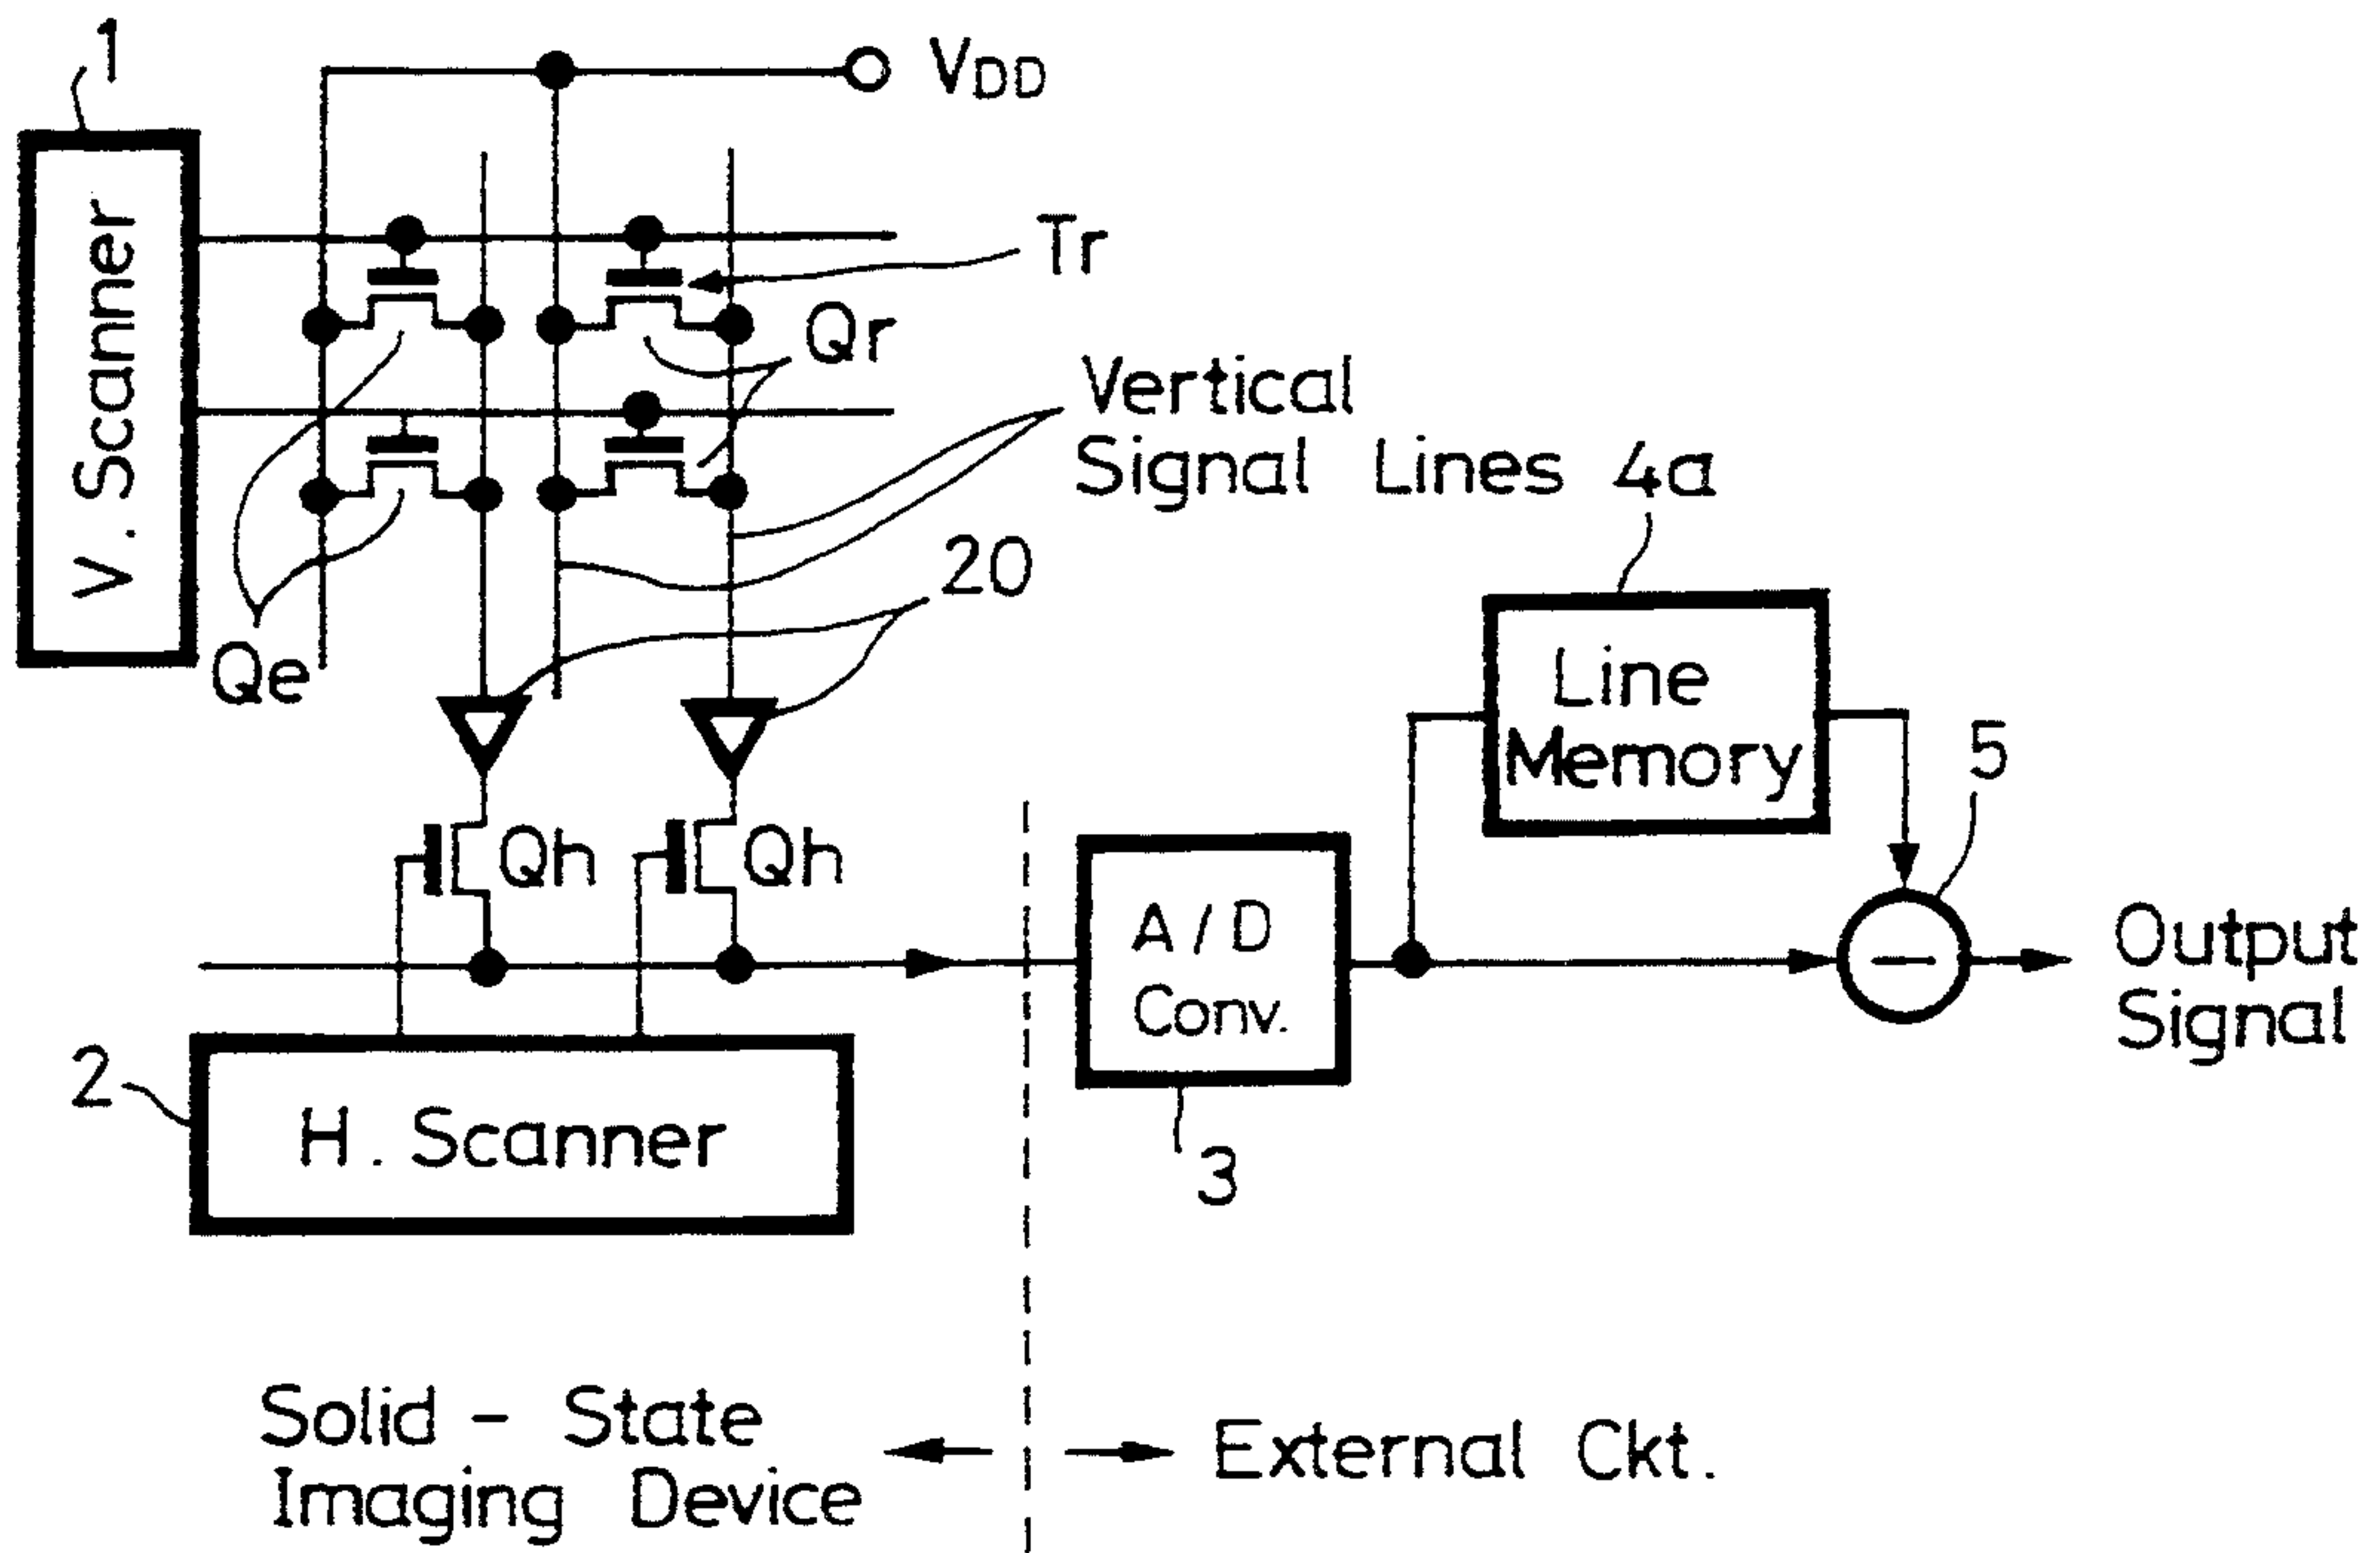 1
VDD
V. Scanner
Tr
Qr
Vertical
Signal Lines
4a
20
Qe
Line
Memory
5
Qh
Qh
A/D
Conv.
Output
Signal
2
H. Scanner
3
Solid - State
Imaging Device
External Ckt.